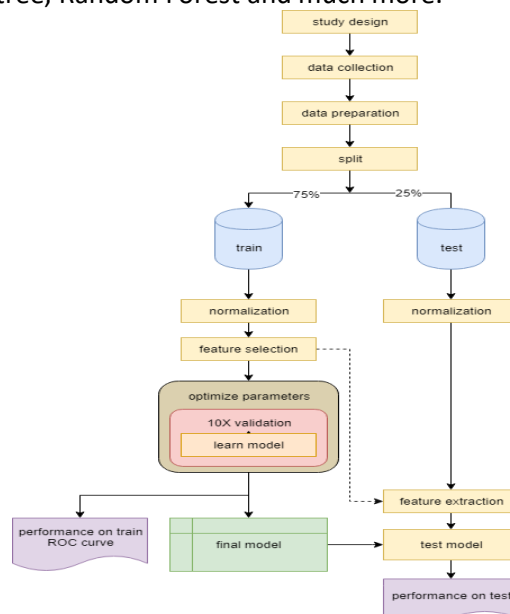 tree, Random Forest and much more.
study design
data collection
data preparation
split
75%
25%
train
test
normalization
normalization
feature selection
optimize parameters
10X validation
learn model
feature extraction
performance on train
ROC curve
final model
test model
performance on test